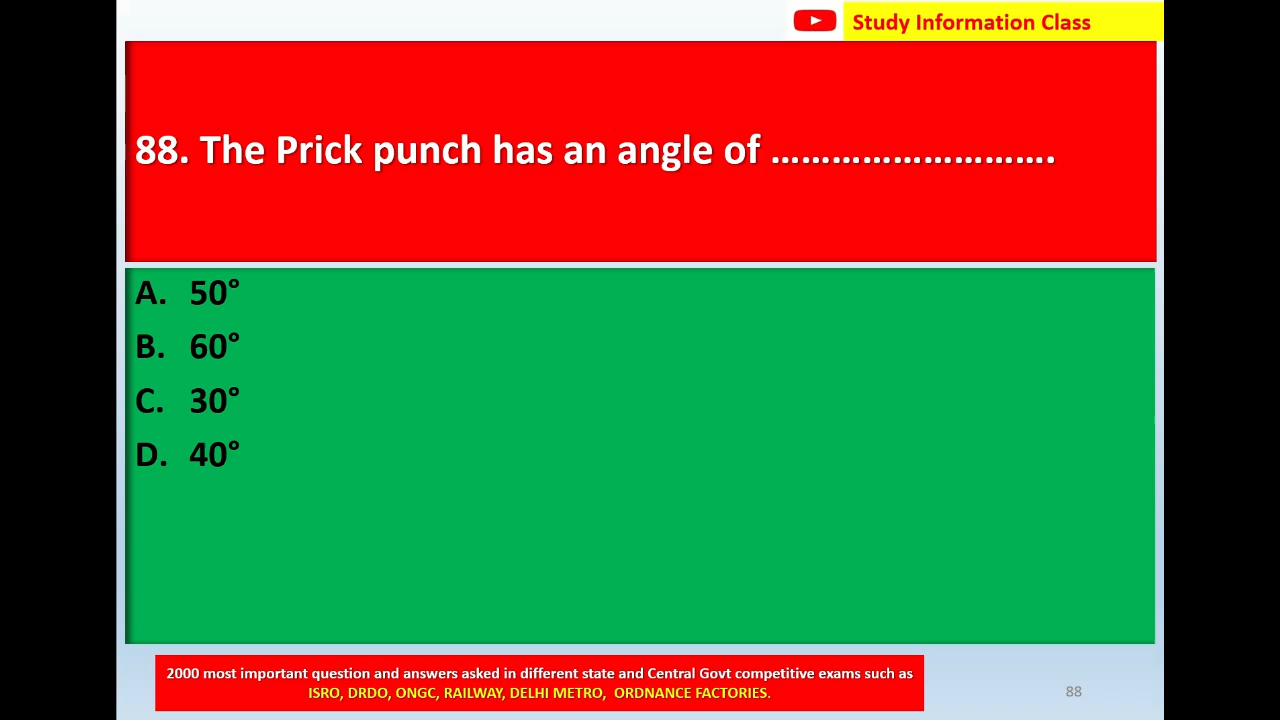 Study Information Class
88. The Prick punch has an angle of ……………………….
A. 50°
B. 60°
C. 30°
D. 40°
2000 most important question and answers asked in different state and Central Govt competitive exams such as
ISRO, DRDO, ONGC, RAILWAY, DELHI METRO, ORDNANCE FACTORIES.
88